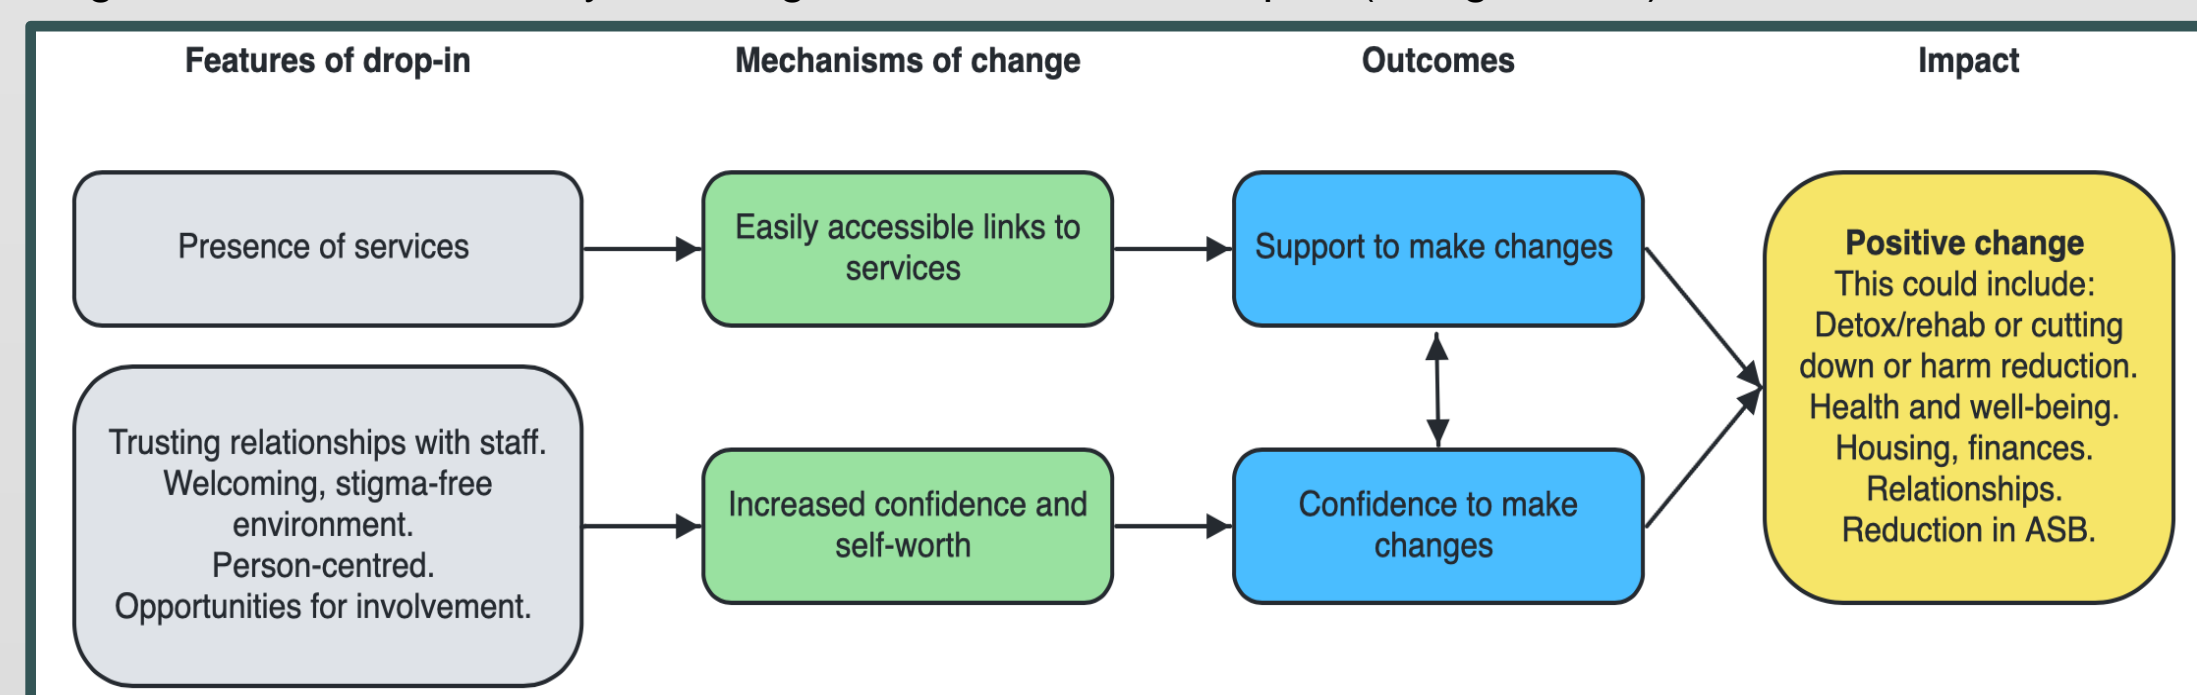 Features of drop-in
Mechanisms of change
Outcomes
Impact
Presence of services
Easily accessible links to
services
Support to make changes
Trusting relationships with staff.
Welcoming, stigma-free
environment.
Person-centred.
Opportunities for involvement.
Increased confidence and
self-worth
Confidence to make
changes
Positive change
This could include:
Detox/rehab or cutting
down or harm reduction.
Health and well-being.
Housing, finances.
Relationships.
Reduction in ASB.